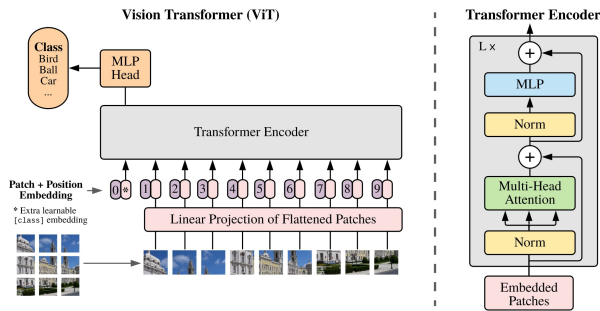 Vision Transformer (ViT)
Class
Bird
Ball
Car
...
MLP
Head
Transformer Encoder
Patch + Position
Embedding
0 * 1 2 3 4 5 6 7 8 9
* Extra learnable
[class] embedding
Linear Projection of Flattened Patches
Transformer Encoder
L x
+
MLP
Norm
+
Multi-Head
Attention
Norm
Embedded
Patches